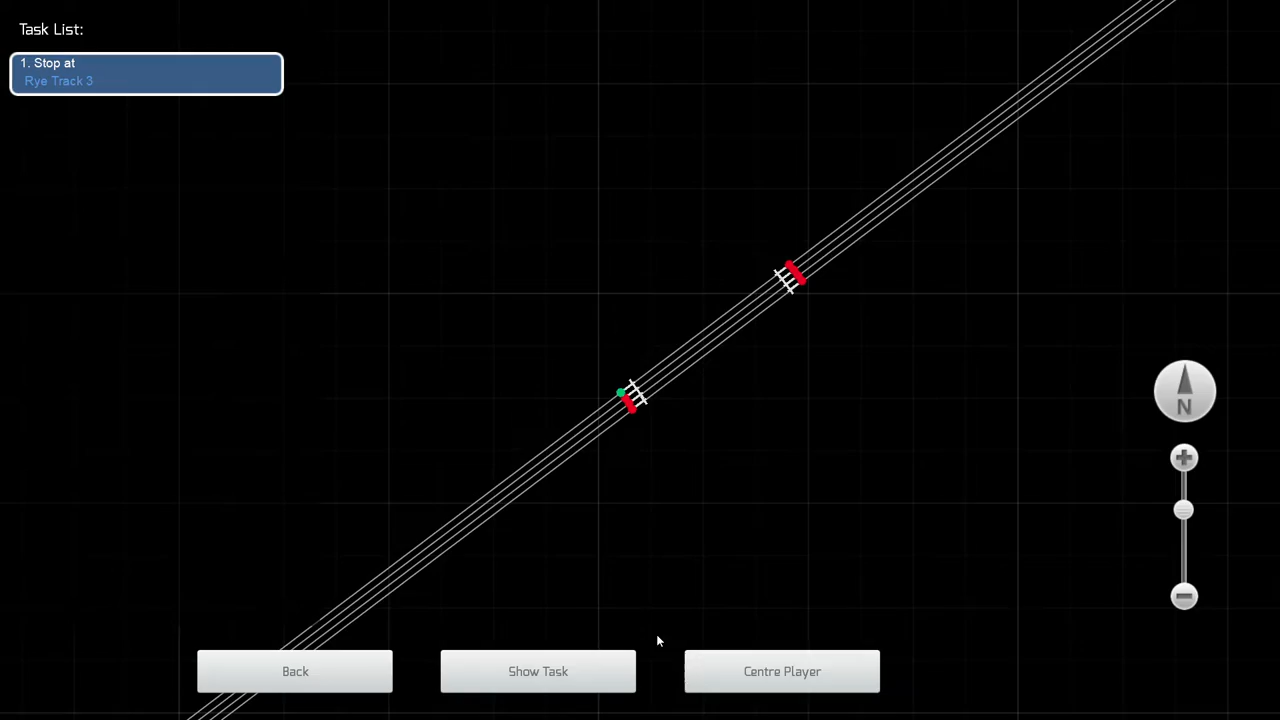 Task List:
1. Stop at
Rye Track 3
N
Back
Show Task
Centre Player